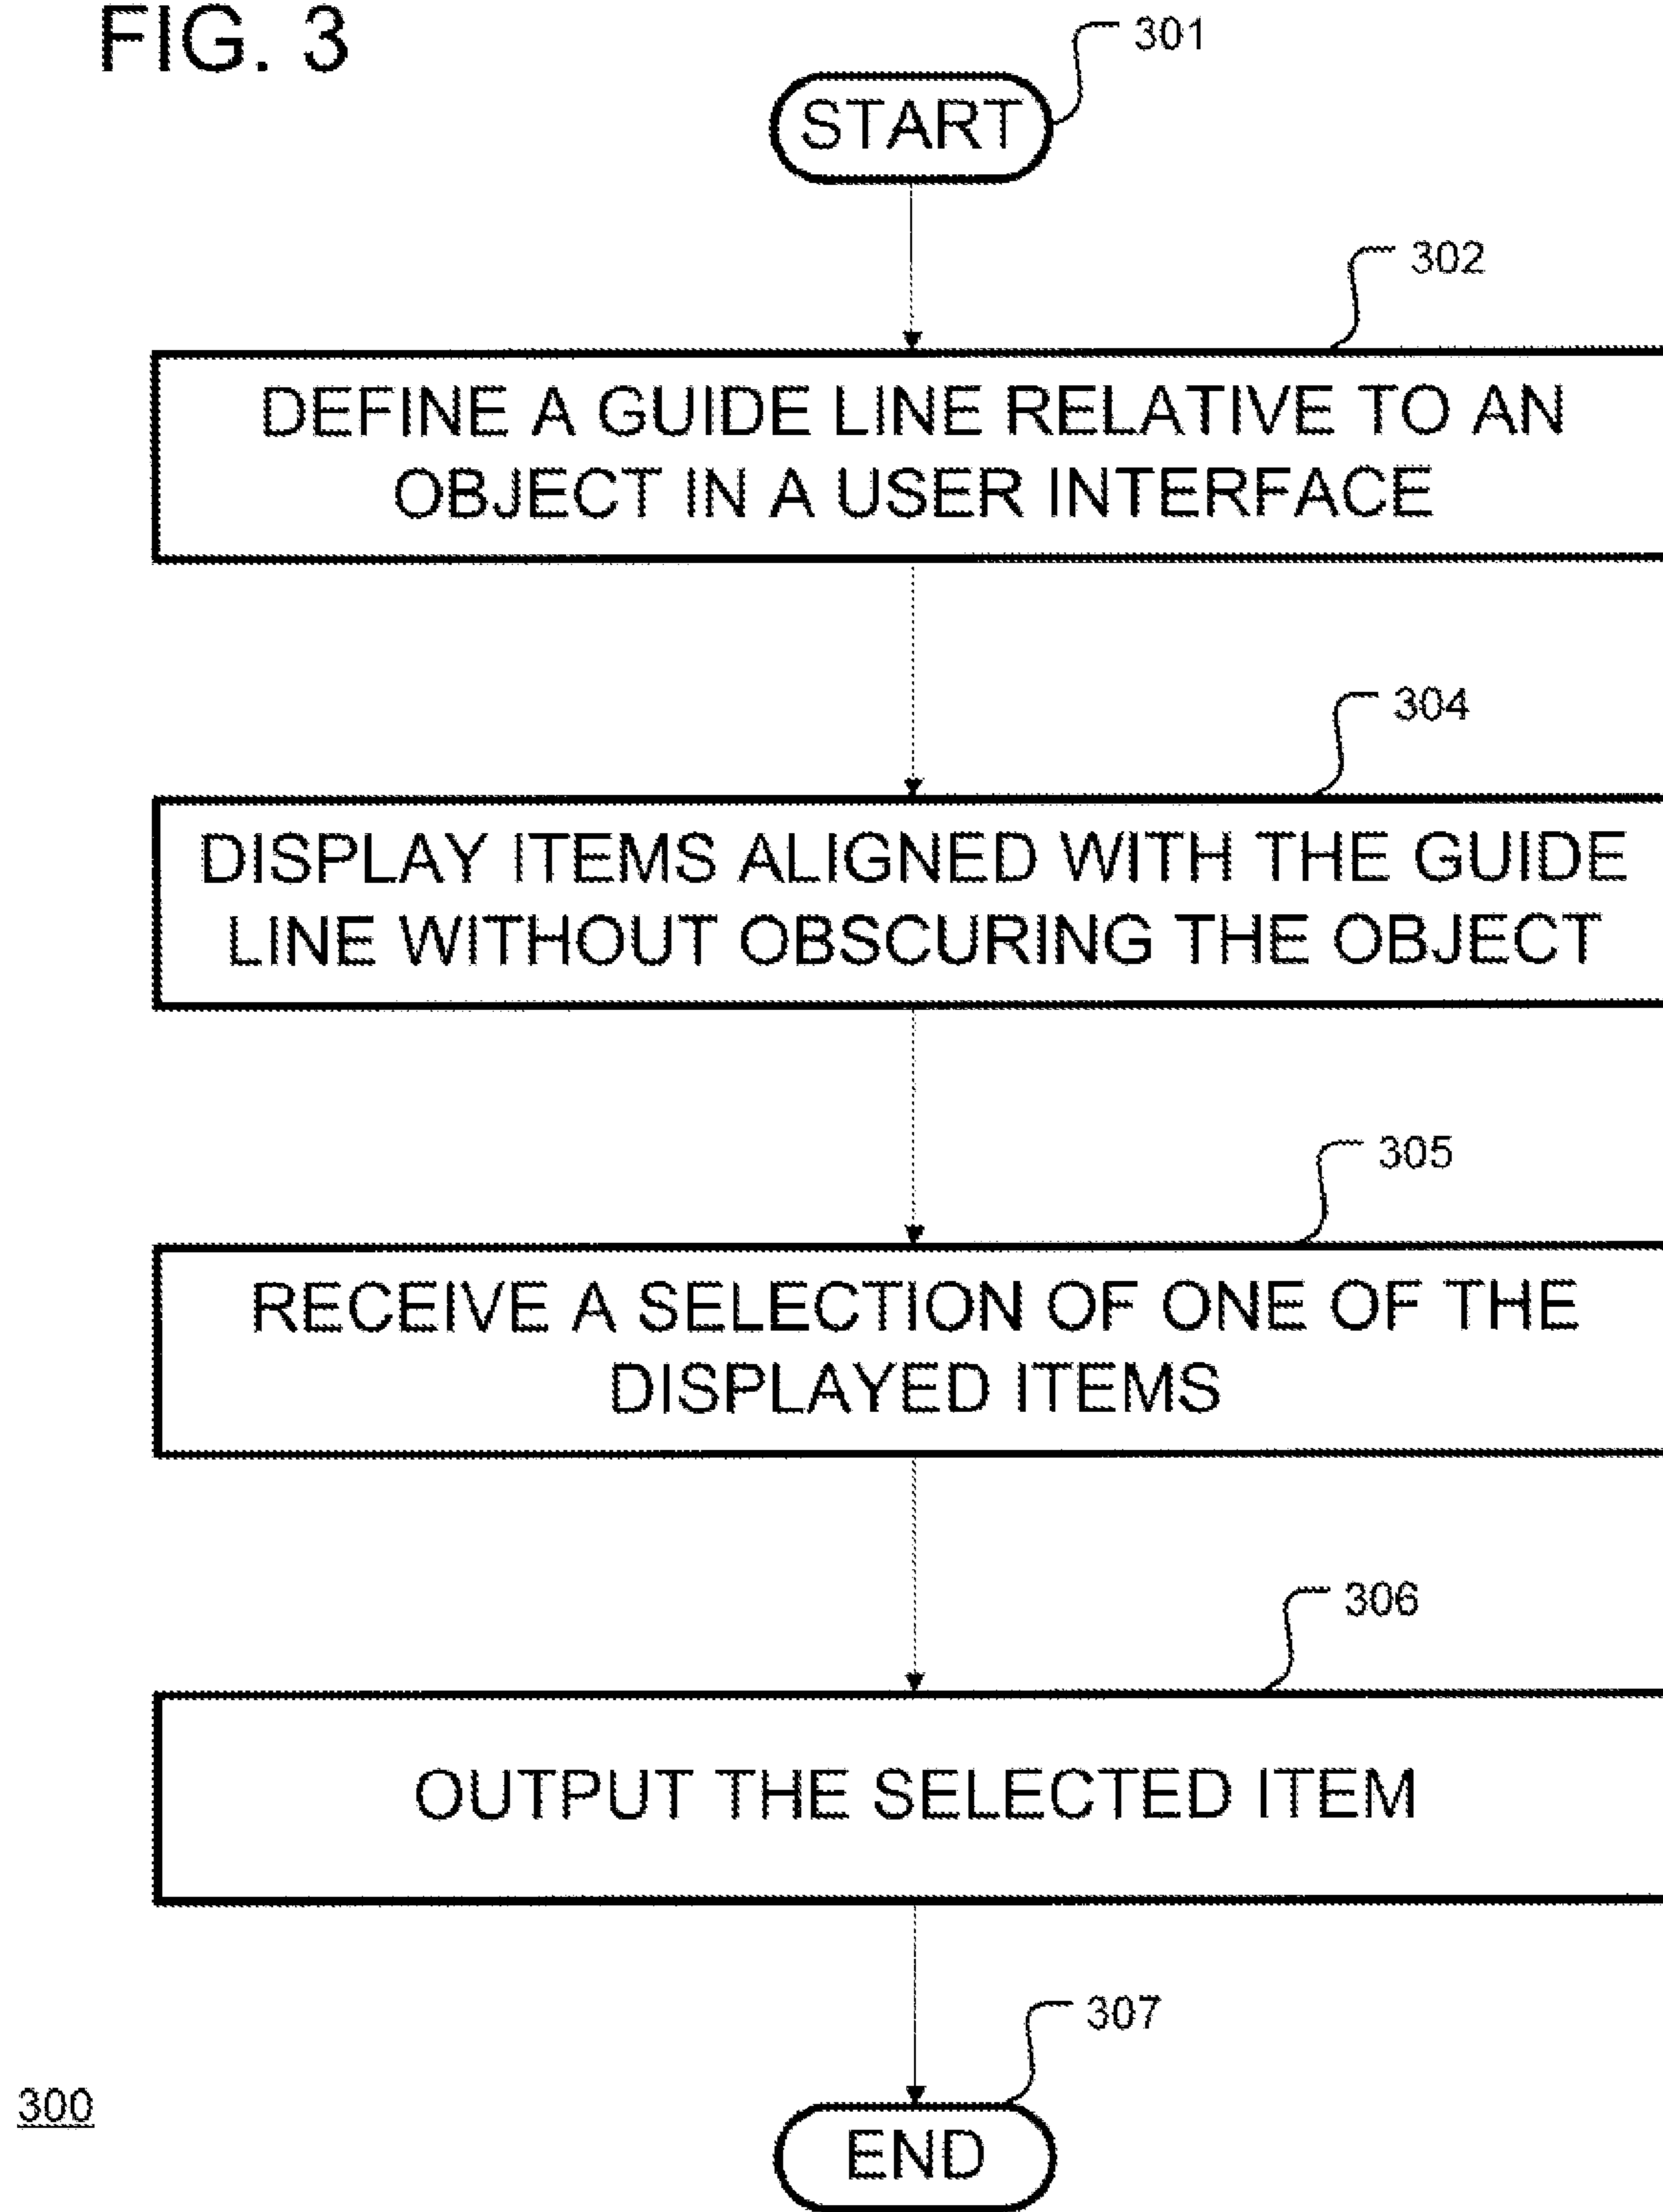 FIG. 3
301
START
302
DEFINE A GUIDE LINE RELATIVE TO AN
OBJECT IN A USER INTERFACE
304
DISPLAY ITEMS ALIGNED WITH THE GUIDE
LINE WITHOUT OBSCURING THE OBJECT
305
RECEIVE A SELECTION OF ONE OF THE
DISPLAYED ITEMS
306
OUTPUT THE SELECTED ITEM
307
300
END